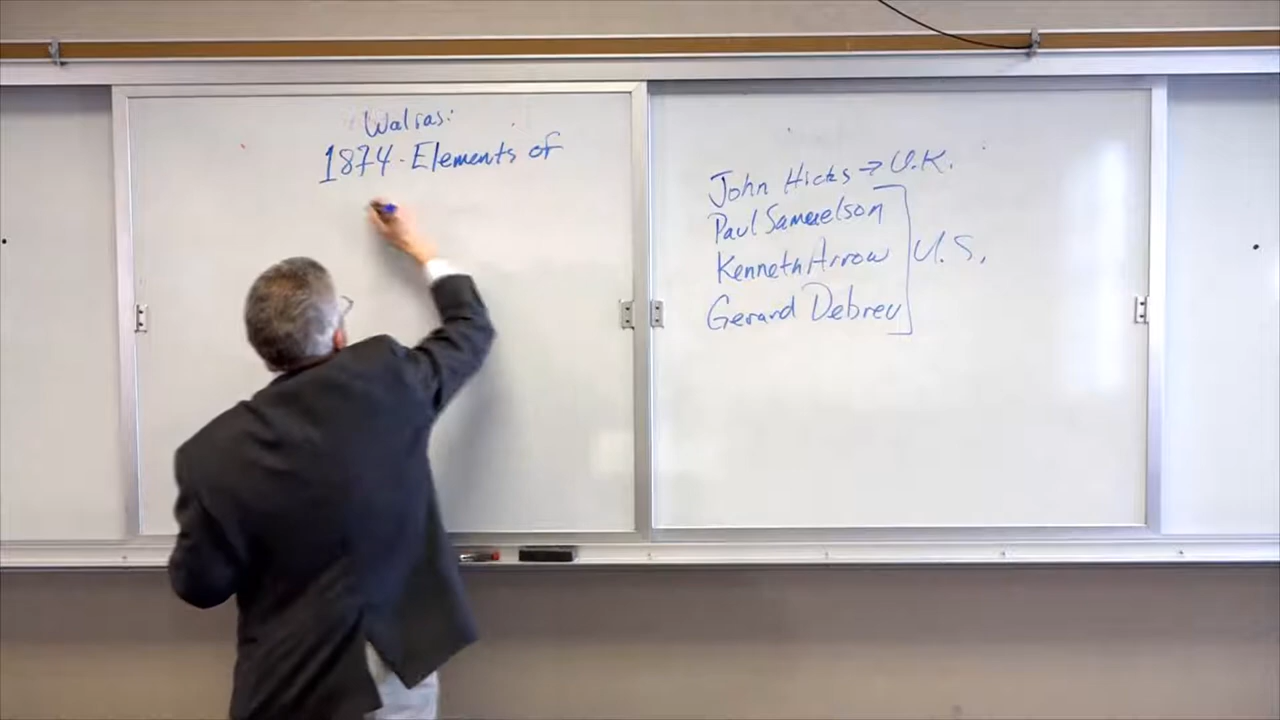 Walras:
1874. Elements of
John Hicks → U.K.
Paul Samuelson
Kenneth Arrow
U.S.
Gerard Debreu